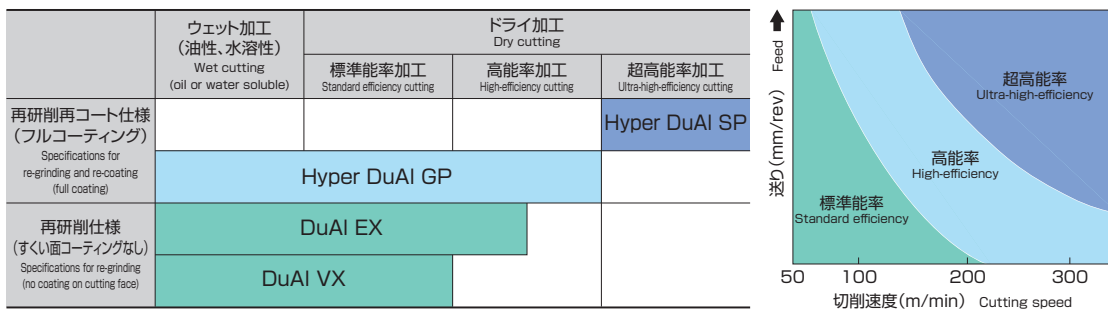 ウェット加工
(油性、水溶性)
Wet cutting
(oil or water soluble)
ドライ加工
Dry cutting
標準能率加工
Standard efficiency cutting
高能率加工
High-efficiency cutting
超高能率加工
Ultra-high-efficiency cutting
再研削再コート仕様
(フルコーティング)
Specifications for
re-grinding and re-coating
(full coating)
Hyper DuAl SP
Hyper DuAl GP
再研削仕様
(すくい面コーティングなし)
Specifications for re-grinding
(no coating on cutting face)
DuAl EX
DuAl VX
送り(mm/rev) Feed
超高能率
Ultra-high-efficiency
高能率
High-efficiency
標準能率
Standard efficiency
50 100 200 300
切削速度(m/min) Cutting speed